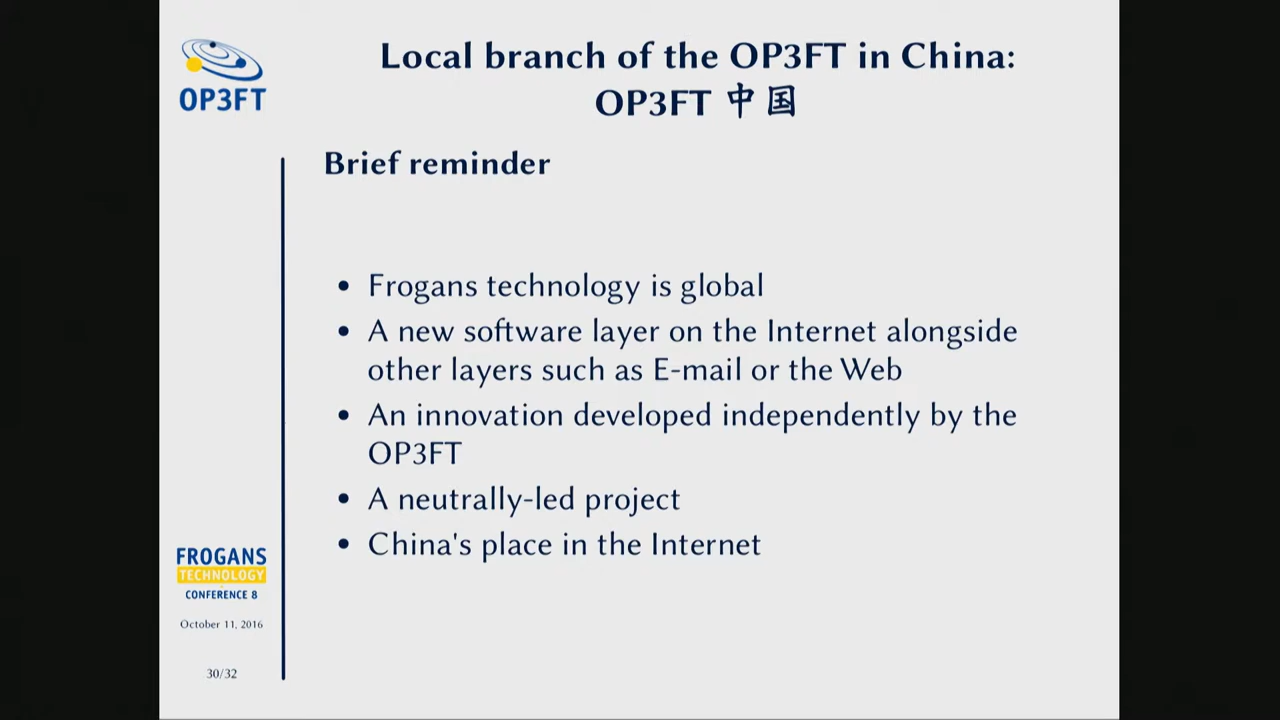 OP3FT
Local branch of the OP3FT in China:
OP3FT 中国
Brief reminder
• Frogans technology is global
• A new software layer on the Internet alongside
other layers such as E-mail or the Web
• An innovation developed independently by the
OP3FT
• A neutrally-led project
• China's place in the Internet
FROGANS
TECHNOLOGY
CONFERENCE 8
October 11, 2016
30/32